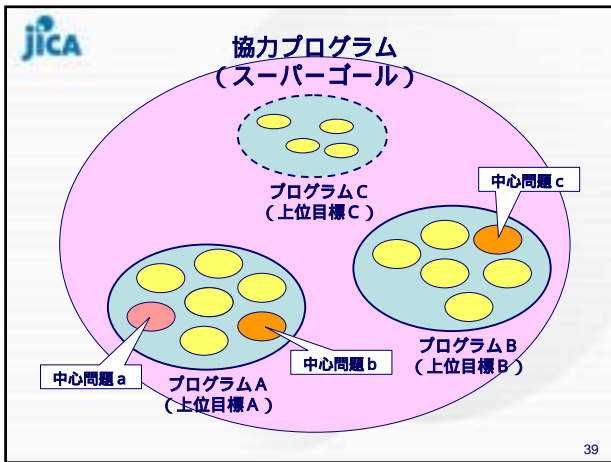 jICA
協力プログラム
(スーパーゴール)
プログラムC
(上位目標C)
中心問題c
プログラムB
(上位目標B)
中心問題a
中心問題b
プログラムA
(上位目標A)
39